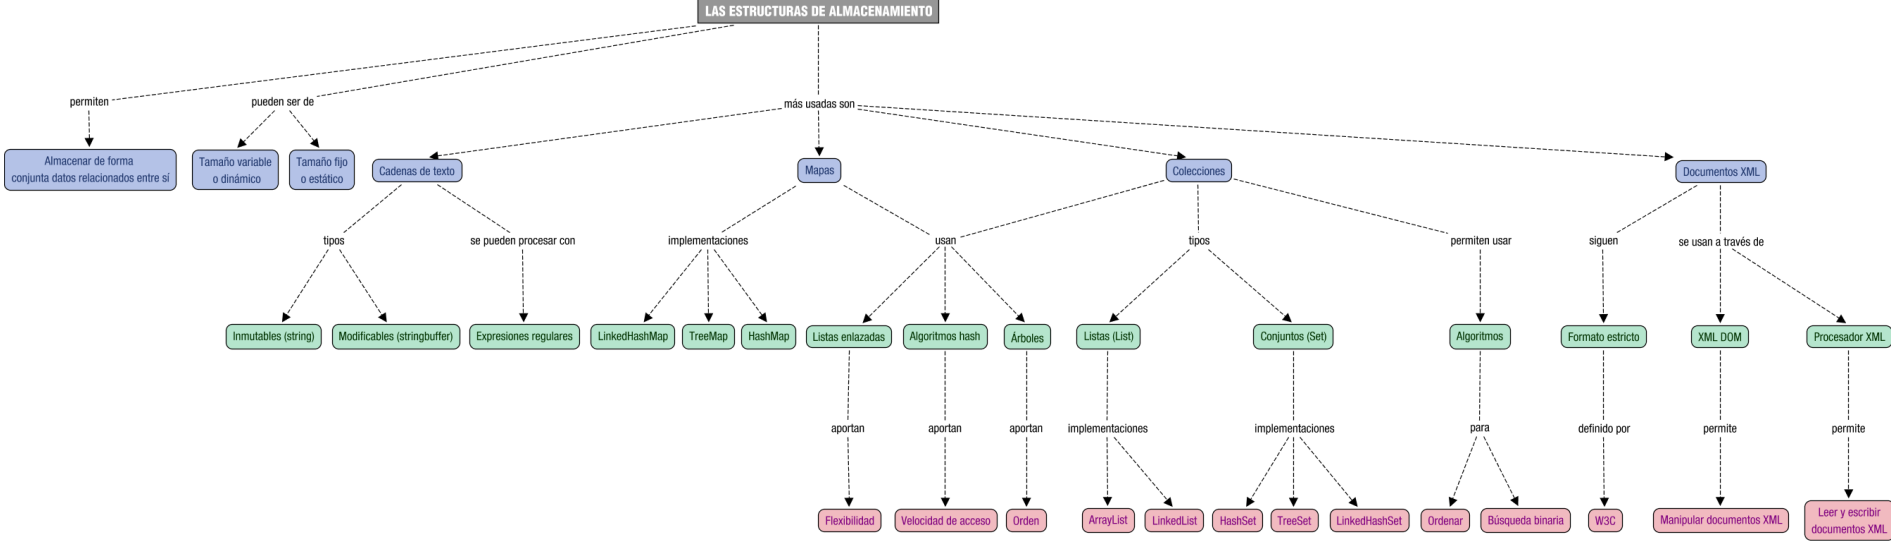 LAS ESTRUCTURAS DE ALMACENAMIENTO
permiten
pueden ser de
más usadas son
Almacenar de forma
conjunta datos relacionados entre sí
Tamaño variable
o dinámico
Tamaño fijo
o estático
Cadenas de texto
Mapas
Colecciones
Documentos XML
tipos
se pueden procesar con
implementaciones
usan
tipos
permiten usar
siguen
se usan a través de
Inmutables (string)
Modificables (stringbuffer)
Expresiones regulares
LinkedHashMap
TreeMap
HashMap
Listas enlazadas
Algoritmos hash
Árboles
Listas (List)
Conjuntos (Set)
Algoritmos
Formato estricto
XML DOM
Procesador XML
aportan
aportan
aportan
implementaciones
implementaciones
para
definido por
permite
permite
Flexibilidad
Velocidad de acceso
Orden
ArrayList
LinkedList
HashSet
TreeSet
LinkedHashSet
Ordenar
Búsqueda binaria
W3C
Manipular documentos XML
Leer y escribir
documentos XML